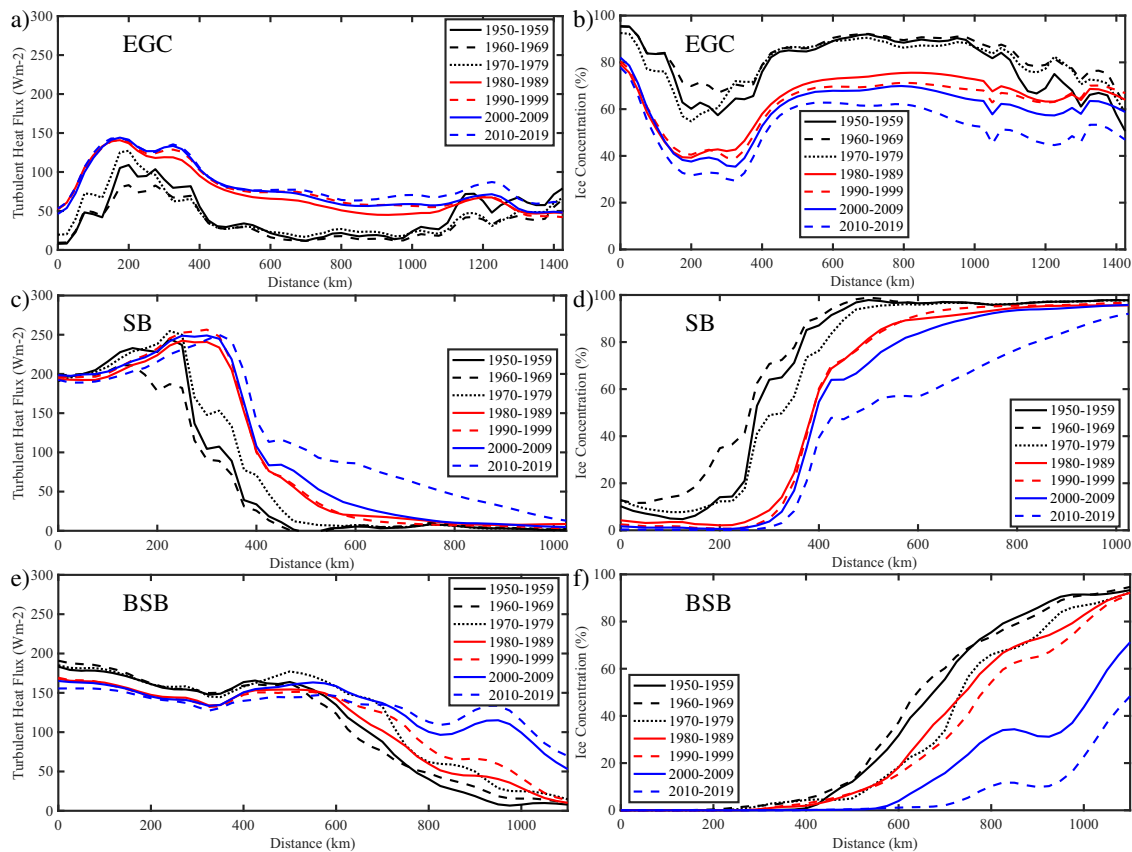 a)
EGC
300
250
200
150
100
50
0
Turbulent Heat Flux (Wm-2)
0 200 400 600 800 1000 1200 1400
Distance (km)
1950-1959
1960-1969
1970-1979
1980-1989
1990-1999
2000-2009
2010-2019
b)
EGC
100
80
60
40
20
0
Ice Concentration (%)
0 200 400 600 800 1000 1200 1400
Distance (km)
1950-1959
1960-1969
1970-1979
1980-1989
1990-1999
2000-2009
2010-2019
c)
SB
300
250
200
150
100
50
0
Turbulent Heat Flux (Wm-2)
0 200 400 600 800 1000
Distance (km)
1950-1959
1960-1969
1970-1979
1980-1989
1990-1999
2000-2009
2010-2019
d)
SB
100
80
60
40
20
0
Ice Concentration (%)
0 200 400 600 800 1000
Distance (km)
1950-1959
1960-1969
1970-1979
1980-1989
1990-1999
2000-2009
2010-2019
e)
BSB
300
250
200
150
100
50
0
Turbulent Heat Flux (Wm-2)
0 200 400 600 800 1000
Distance (km)
1950-1959
1960-1969
1970-1979
1980-1989
1990-1999
2000-2009
2010-2019
f)
BSB
100
80
60
40
20
0
Ice Concentration (%)
0 200 400 600 800 1000
Distance (km)
1950-1959
1960-1969
1970-1979
1980-1989
1990-1999
2000-2009
2010-2019